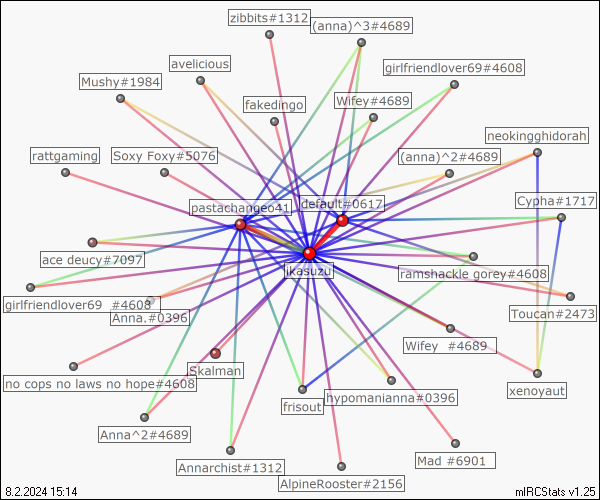 zibbits#1312
(anna)^3#4689
avelicious
girlfriendlover69#4608
Mushy#1984
fakedingo
Wifey#4689
neokingghidorah
rattgaming
Soxy Foxy#5076
(anna)^2#4689
pastachange041
default#0617
Cypha#1717
ace deucy#7097
likasuzu
ramshackle gorey#4608
girlfriendlover69 #4608
Anna.#0396
Toucan#2473
Wifey #4689
Skalman
no cops no laws no hope#4608
hypomanianna#0396
xenoyaut
frisout
Anna^2#4689
Annarchist#1312
Mad #6901
AlpineRooster#2156
8.2.2024 15:14
mIRCStats v1.25